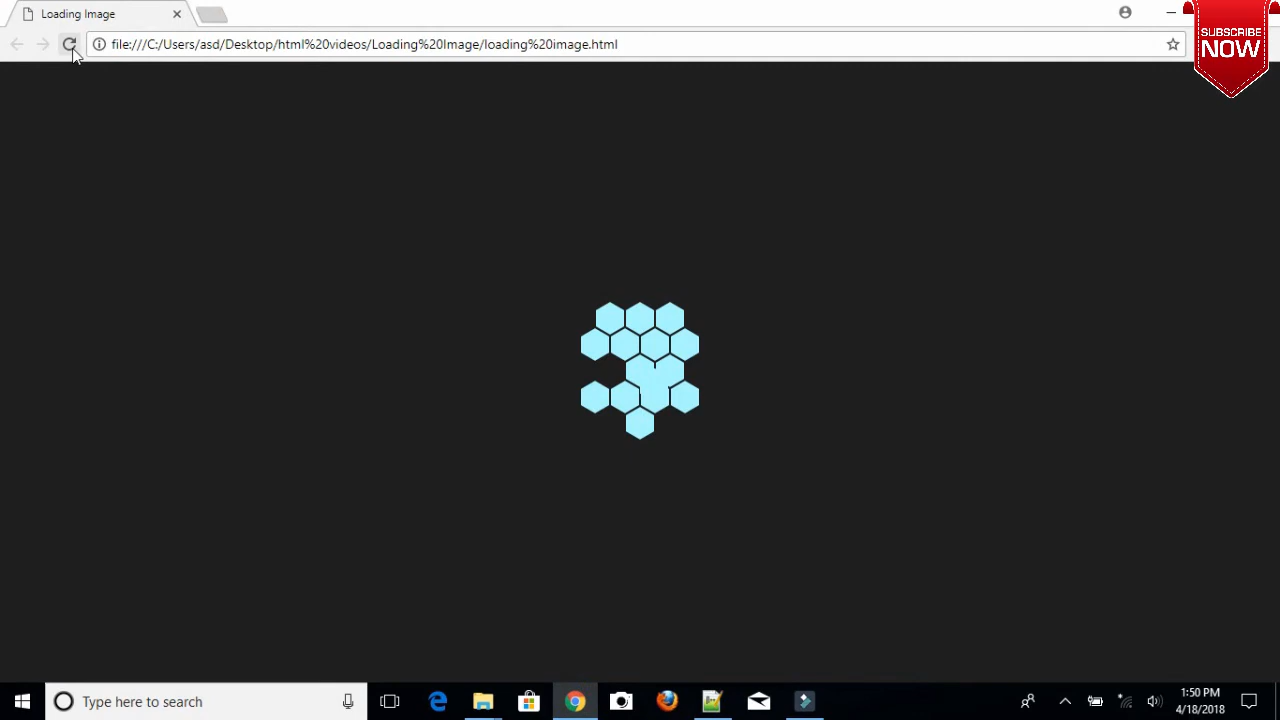 Loading Image
file:///C:/Users/asd/Desktop/html%20videos/Loading%20Image/loading%20image.html
SUBSCRIBE
NOW
Type here to search
1:50 PM
4/18/2018